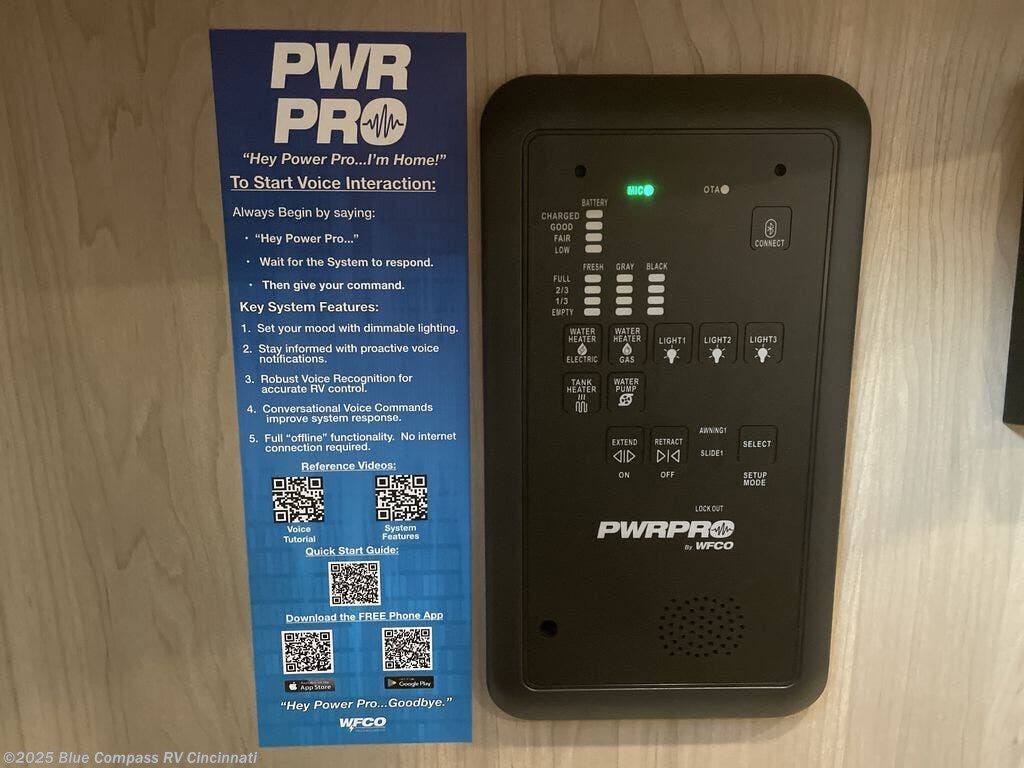 PWR
PRO
“Hey Power Pro...I'm Home!”
To Start Voice Interaction:
Always Begin by saying:
· “Hey Power Pro...”
· Wait for the System to respond.
· Then give your command.
Key System Features:
1. Set your mood with dimmable lighting.
2. Stay informed with proactive voice
notifications.
3. Robust Voice Recognition for
accurate RV control.
4. Conversational Voice Commands
improve system response.
5. Full “offline” functionality. No internet
connection required.
Reference Videos:
Voice
Tutorial
System
Features
Quick Start Guide:
Download the FREE Phone App
App Store
Google Play
“Hey Power Pro...Goodbye.”
WFCO
MIC
OTA
BATTERY
CHARGED
GOOD
FAIR
LOW
CONNECT
FRESH GRAY BLACK
FULL
2/3
1/3
EMPTY
WATER
HEATER
ELECTRIC
WATER
HEATER
GAS
LIGHT1
LIGHT2
LIGHT3
TANK
HEATER
WATER
PUMP
EXTEND
ON
RETRACT
OFF
AWNING1
SLIDE1
SELECT
SETUP
MODE
LOCK OUT
PWRPRO
By WFCO
©2025 Blue Compass RV Cincinnati